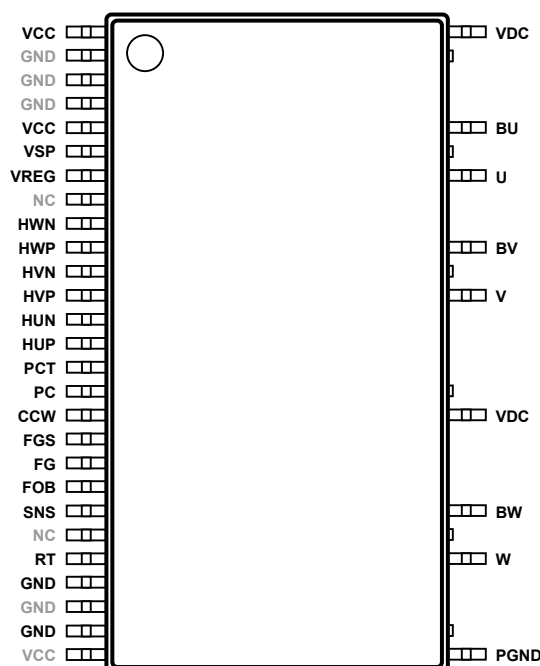 VCC
GND
GND
GND
VCC
VSP
VREG
NC
HWN
HWP
HVN
HVP
HUN
HUP
PCT
PC
CCW
FGS
FG
FOB
SNS
NC
RT
GND
GND
GND
VCC
VDC
BU
U
BV
V
VDC
BW
W
PGND